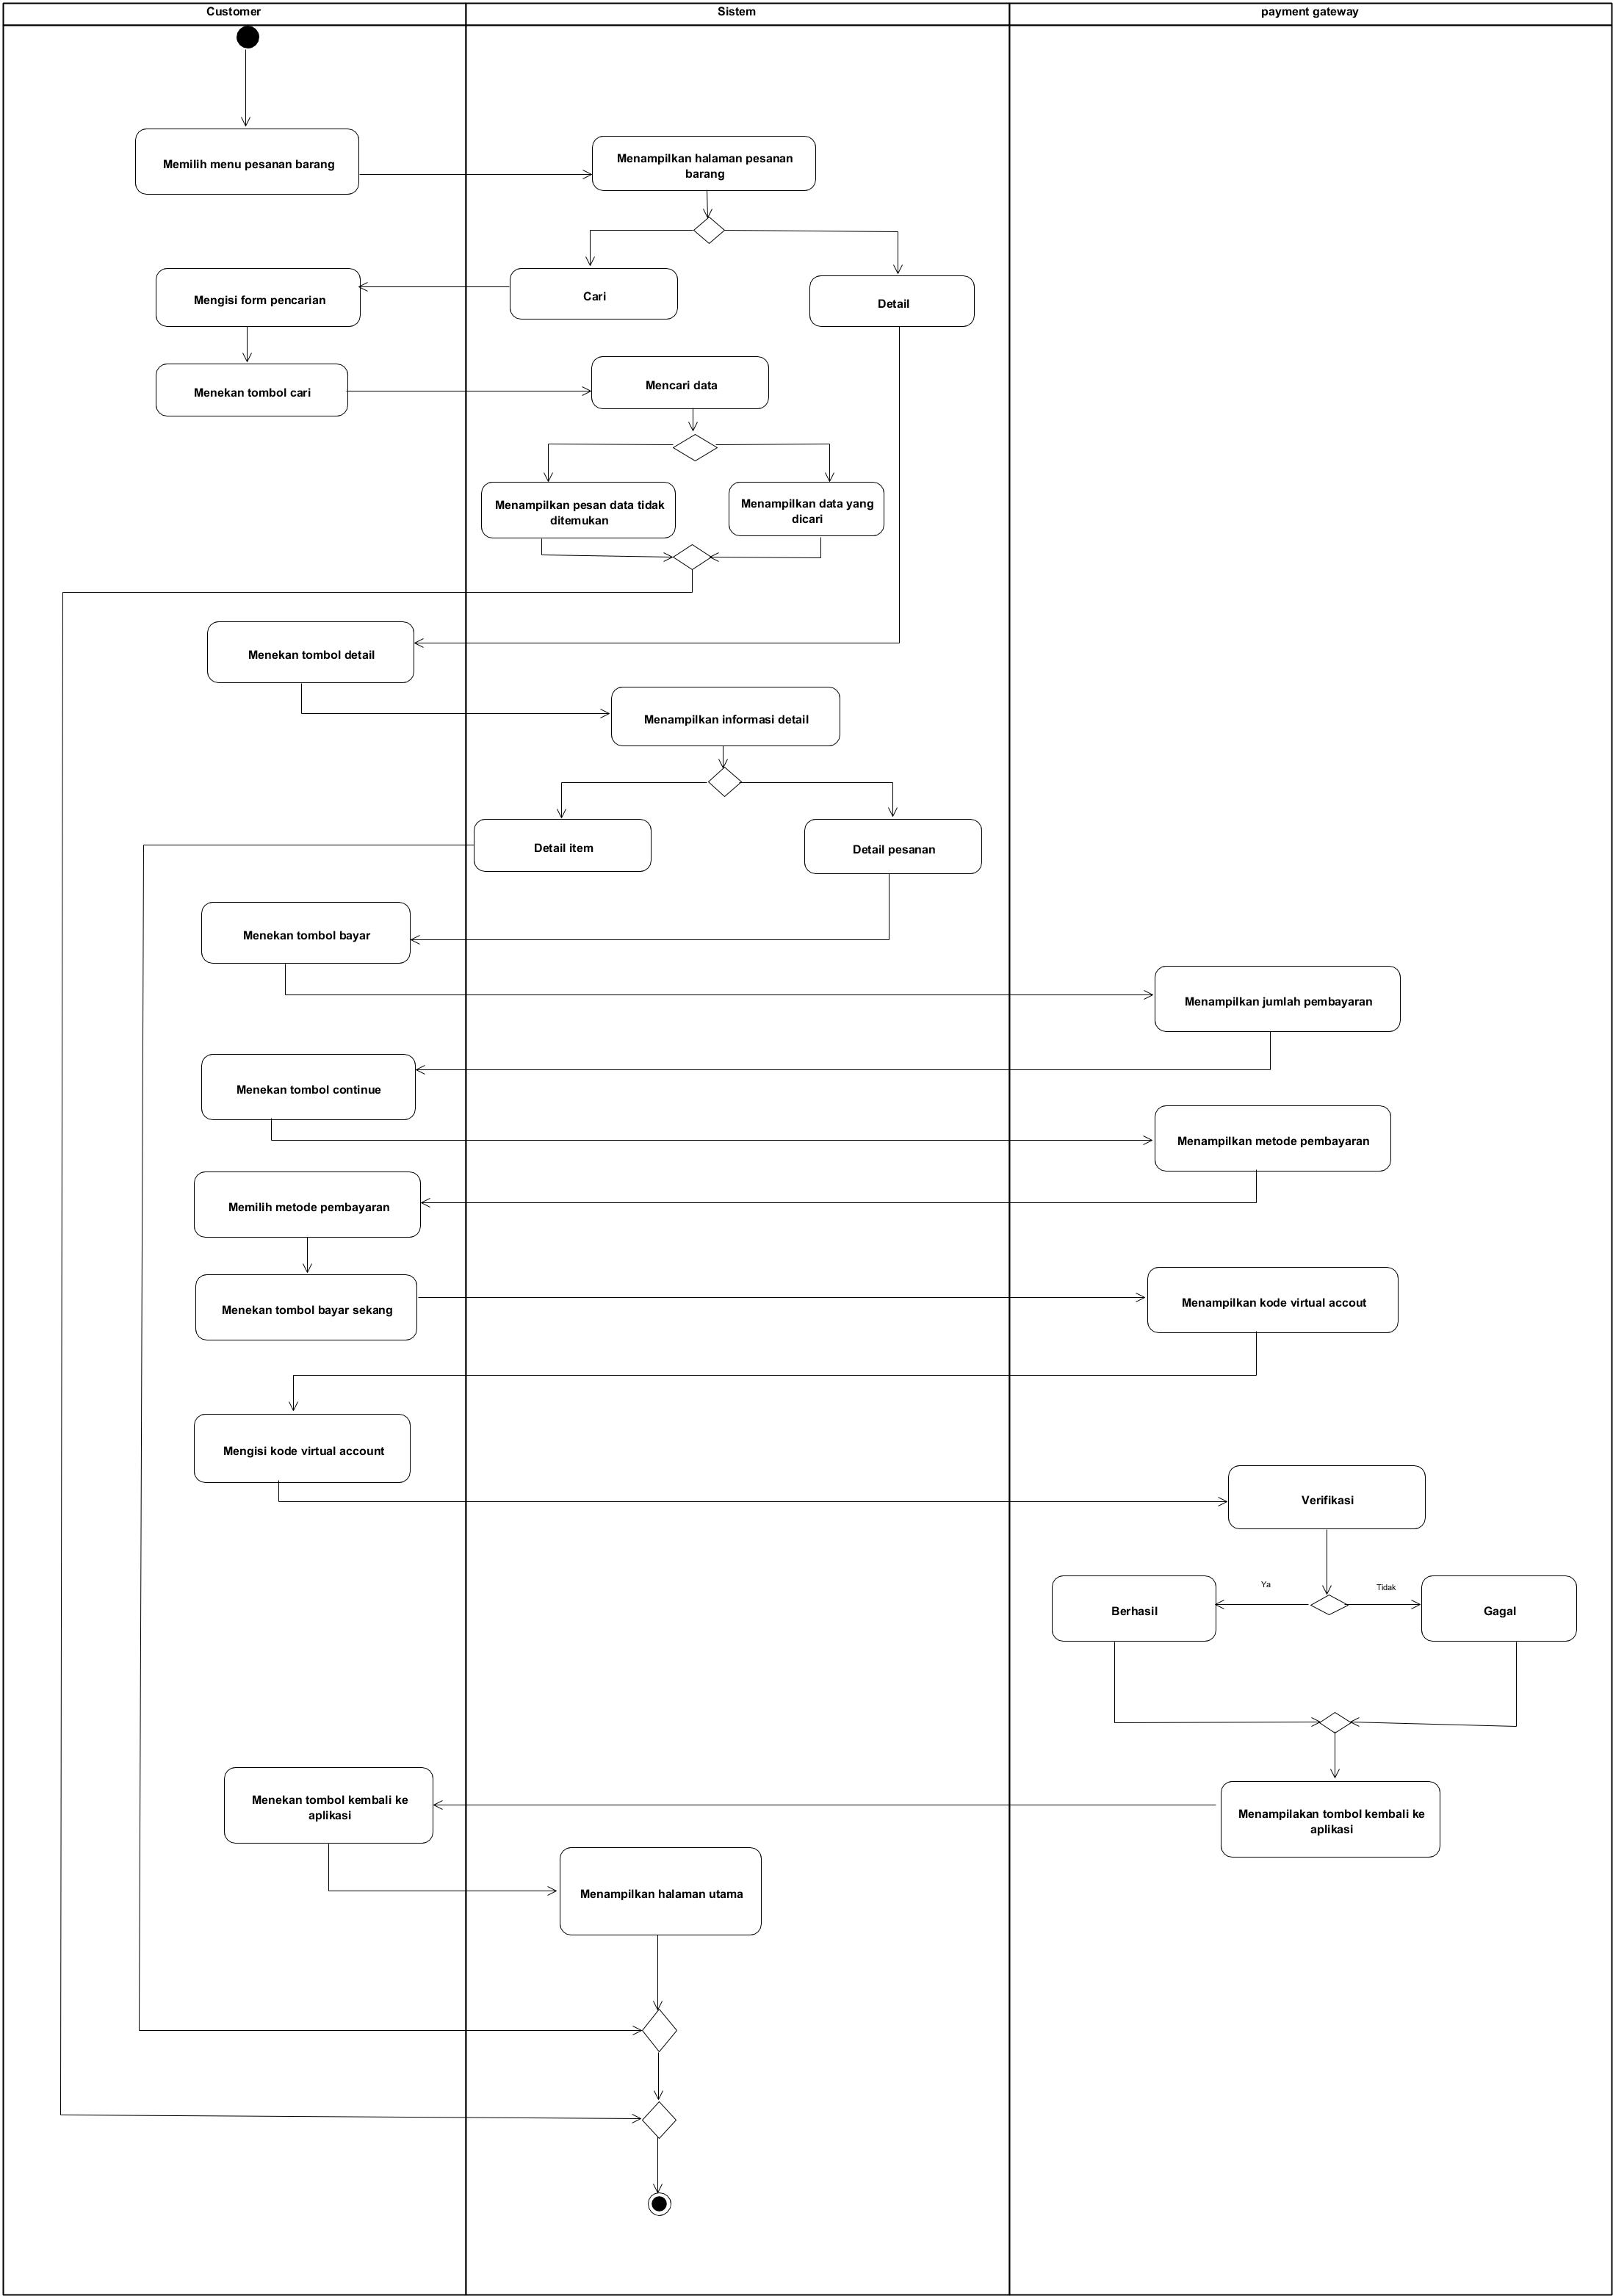 Customer
Sistem
payment gateway
Memilih menu pesanan barang
Menampilkan halaman pesanan
barang
Mengisi form pencarian
Cari
Detail
Menekan tombol cari
Mencari data
Menampilkan pesan data tidak
ditemukan
Menampilkan data yang
dicari
Menekan tombol detail
Menampilkan informasi detail
Detail item
Detail pesanan
Menekan tombol bayar
Menampilkan jumlah pembayaran
Menekan tombol continue
Menampilkan metode pembayaran
Memilih metode pembayaran
Menekan tombol bayar sekang
Menampilkan kode virtual accout
Mengisi kode virtual account
Verifikasi
Ya
Tidak
Berhasil
Gagal
Menekan tombol kembali ke
aplikasi
Menampilakan tombol kembali ke
aplikasi
Menampilkan halaman utama